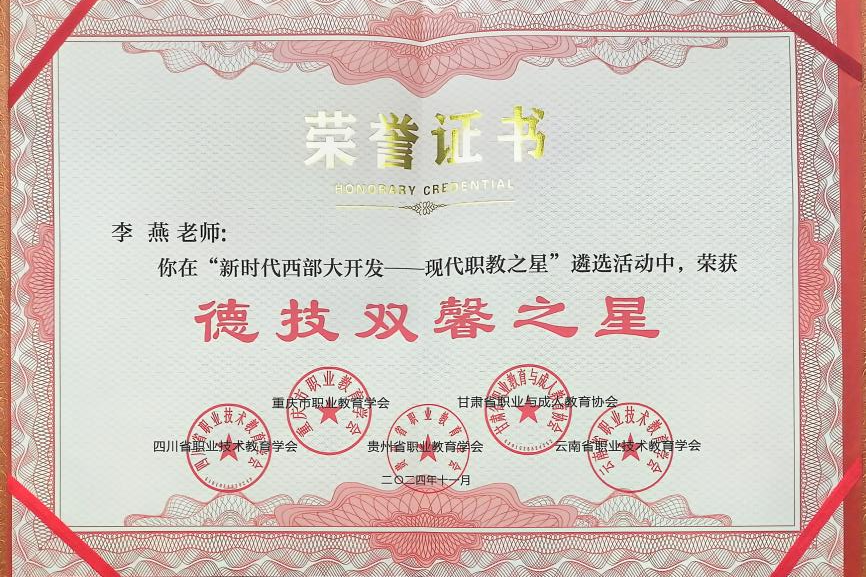 荣誉证书
HONORARY CREDENTIAL
李 燕 老师:
你在“新时代西部大开发——现代职教之星”遴选活动中，荣获
德技双馨之星
重庆市职业教育学会
甘肃省职业与成人教育协会
四川省职业技术教育学会
贵州省职业教育学会
云南省职业技术教育学会
二〇二四年十一月